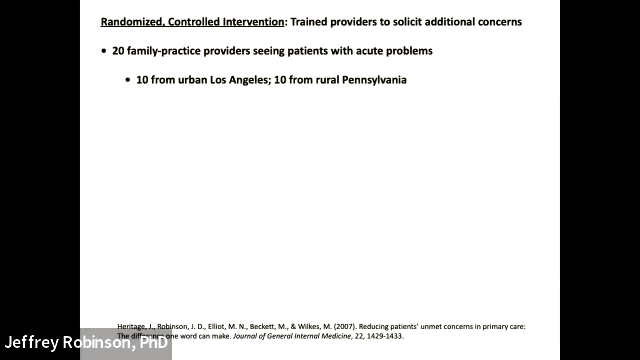 Randomized, Controlled Intervention: Trained providers to solicit additional concerns
• 20 family-practice providers seeing patients with acute problems
• 10 from urban Los Angeles; 10 from rural Pennsylvania
Heritage, J., Robinson, J. D., Elliot, M. N., Beckett, M., & Wilkes, M. (2007). Reducing patients' unmet concerns in primary care:
The difference one word can make. Journal of General Internal Medicine, 22, 1429-1433.
Jeffrey Robinson, PhD